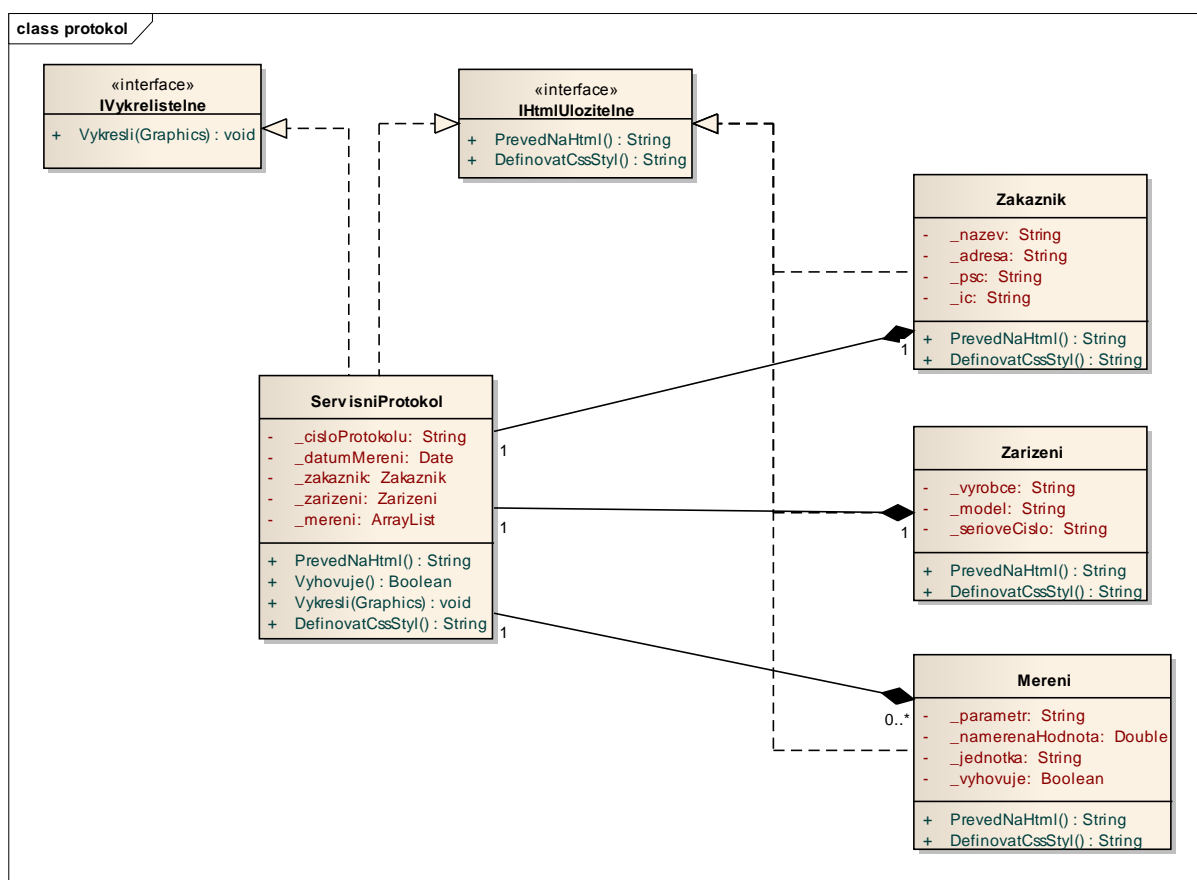 class protokol
«interface»
IVykrelistelne
+ Vykresli(Graphics) : void
«interface»
IHtmlUlozitelne
+ PrevedNaHtml() : String
+ DefinovatCssStyl() : String
Zakaznik
- _nazev: String
- _adresa: String
- _psc: String
- _ic: String
+ PrevedNaHtml() : String
+ DefinovatCssStyl() : String
1
ServisniProtokol
- _cisloProtokolu: String
- _datumMereni: Date
- _zakaznik: Zakaznik
- _zarizeni: Zarizeni
- _mereni: ArrayList
+ PrevedNaHtml() : String
+ Vyhovuje() : Boolean
+ Vykresli(Graphics) : void
+ DefinovatCssStyl() : String
1
1
1
Zarizeni
- _vyrobce: String
- _model: String
- _serioveCislo: String
+ PrevedNaHtml() : String
+ DefinovatCssStyl() : String
1
Mereni
- _parametr: String
- _namerenaHodnota: Double
- _jednotka: String
- _vyhovuje: Boolean
+ PrevedNaHtml() : String
+ DefinovatCssStyl() : String
0..*